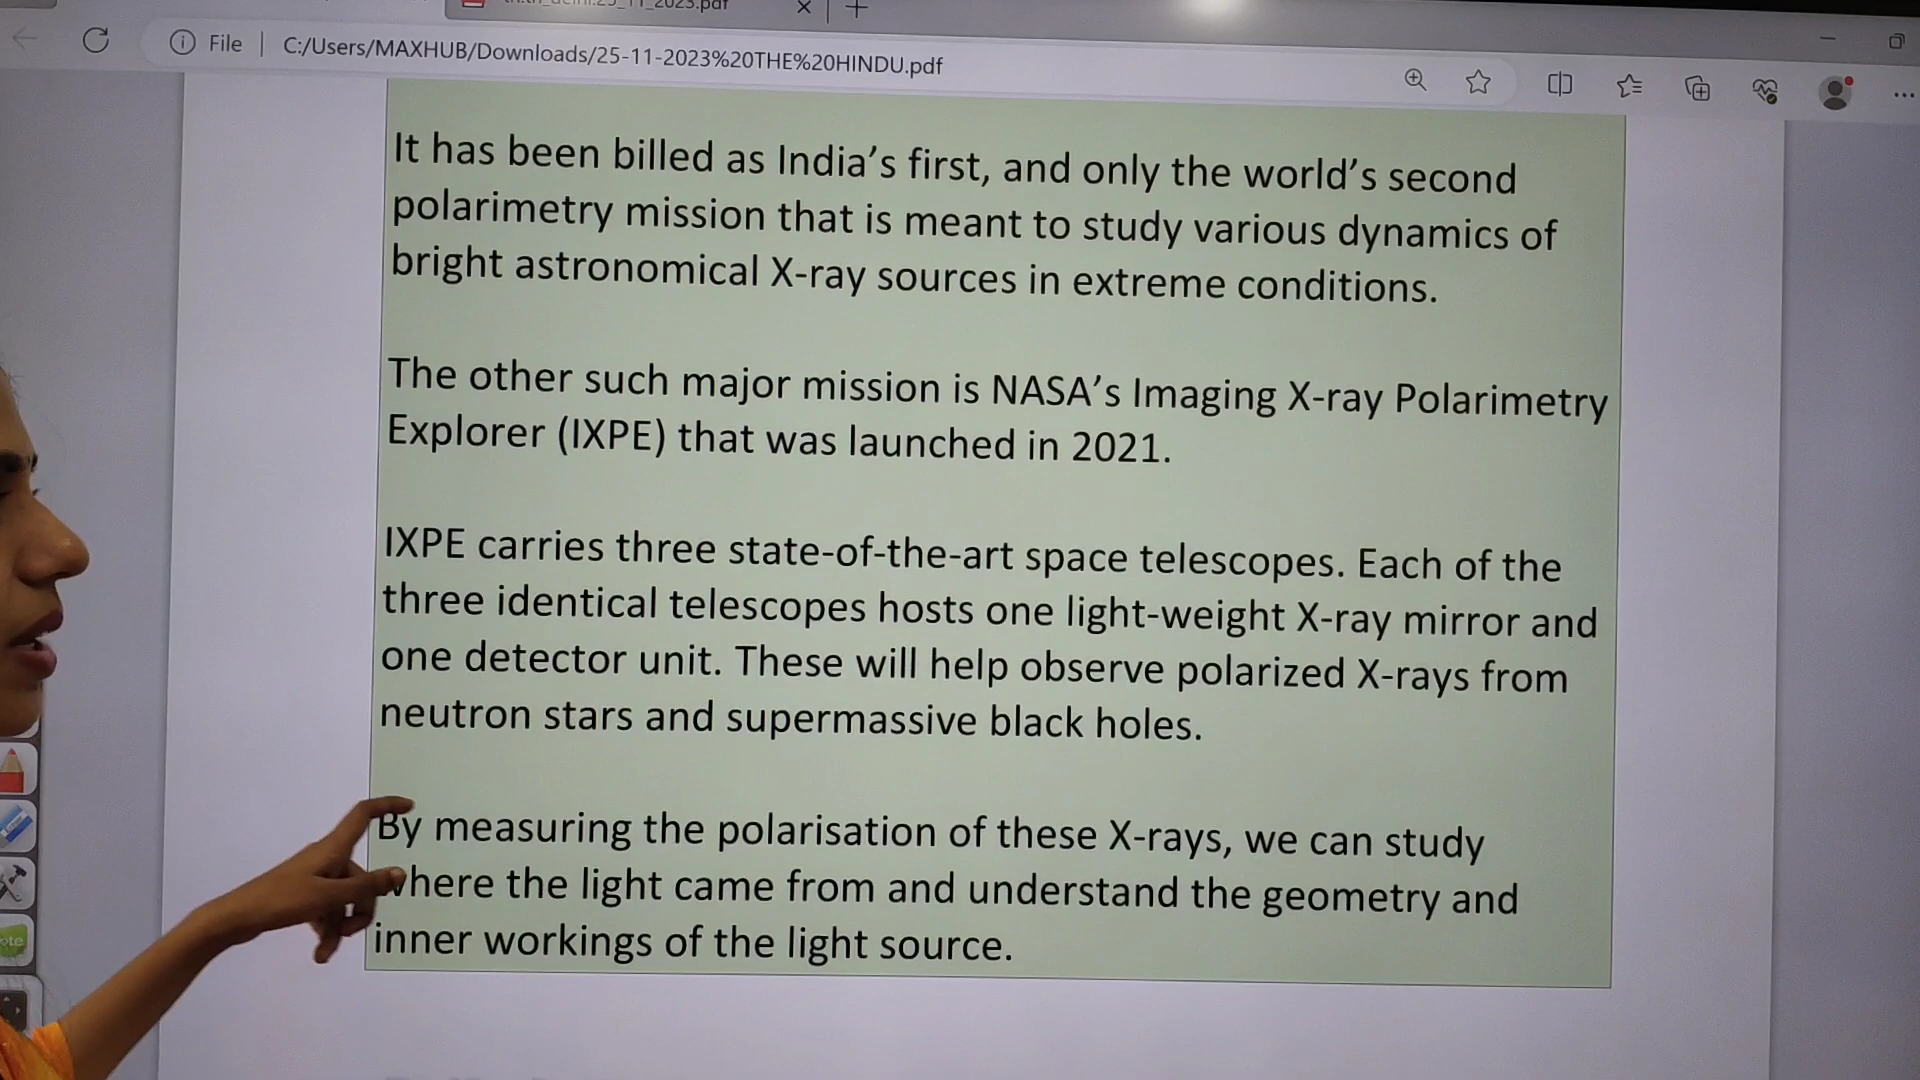 File
C:/Users/MAXHUB/Downloads/25-11-2023%20THE%20HINDU.pdf
It has been billed as India's first, and only the world's second
polarimetry mission that is meant to study various dynamics of
bright astronomical X-ray sources in extreme conditions.
The other such major mission is NASA's Imaging X-ray Polarimetry
Explorer (IXPE) that was launched in 2021.
IXPE carries three state-of-the-art space telescopes. Each of the
three identical telescopes hosts one light-weight X-ray mirror and
one detector unit. These will help observe polarized X-rays from
neutron stars and supermassive black holes.
By measuring the polarisation of these X-rays, we can study
where the light came from and understand the geometry and
inner workings of the light source.